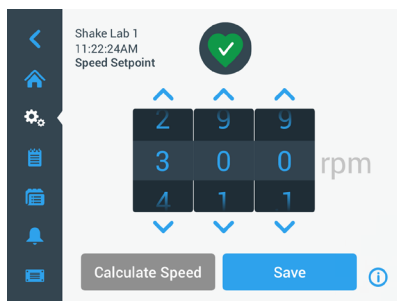 Shake Lab 1
11:22:24AM
Speed Setpoint
2 9 9
3 0 0 rpm
4 1 1
Calculate Speed Save